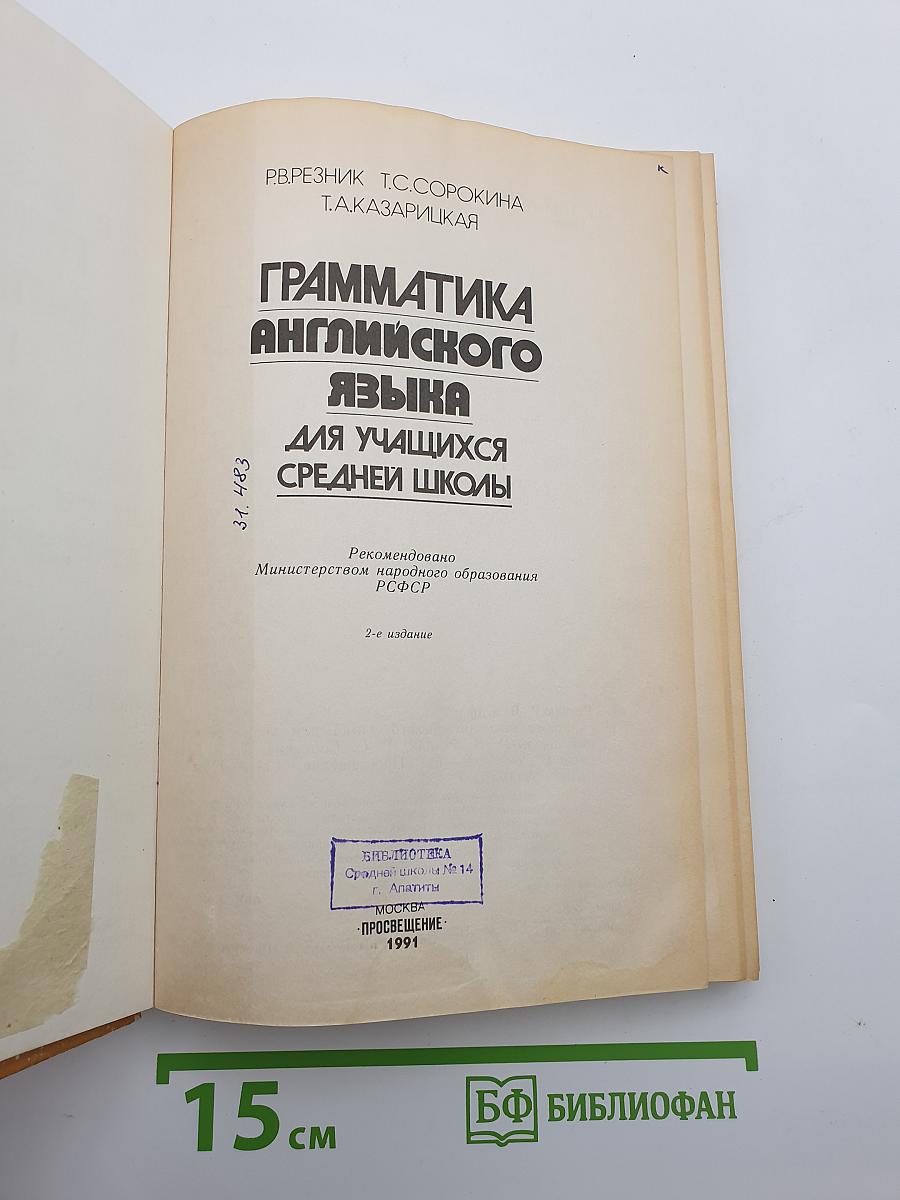 к
Р.В.РЕЗНИК Т.С.СОРОКИНА
Т.А.КАЗАРИЦКАЯ
ГРАММАТИКА
АНГЛИЙСКОГО
ЯЗЫКА
ДЛЯ УЧАЩИХСЯ
СРЕДНЕЙ ШКОЛЫ
31.483
Рекомендовано
Министерством народного образования
РСФСР
2-е издание
БИБЛИОТЕКА
Средней школы № 14
г. Апатиты
МОСКВА
·ПРОСВЕЩЕНИЕ·
1991
15 см
БФ БИБЛИОФАН